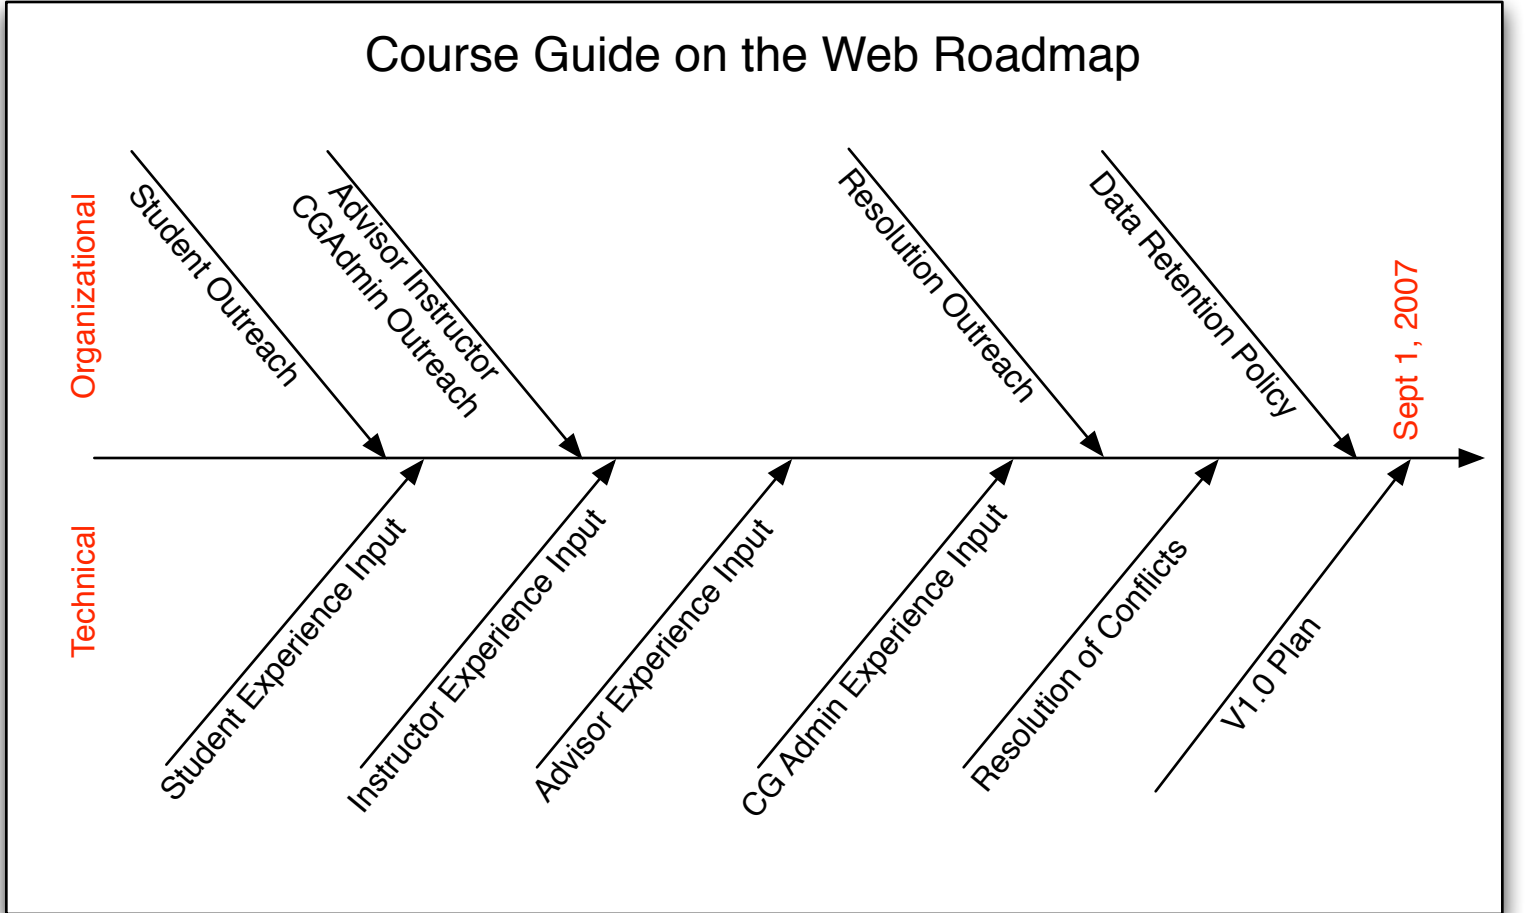 Course Guide on the Web Roadmap
Organizational
Student Outreach
Advisor Instructor
CGAdmin Outreach
Resolution Outreach
Data Retention Policy
Sept 1, 2007
Technical
Student Experience Input
Instructor Experience Input
Advisor Experience Input
CG Admin Experience Input
Resolution of Conflicts
V1.0 Plan